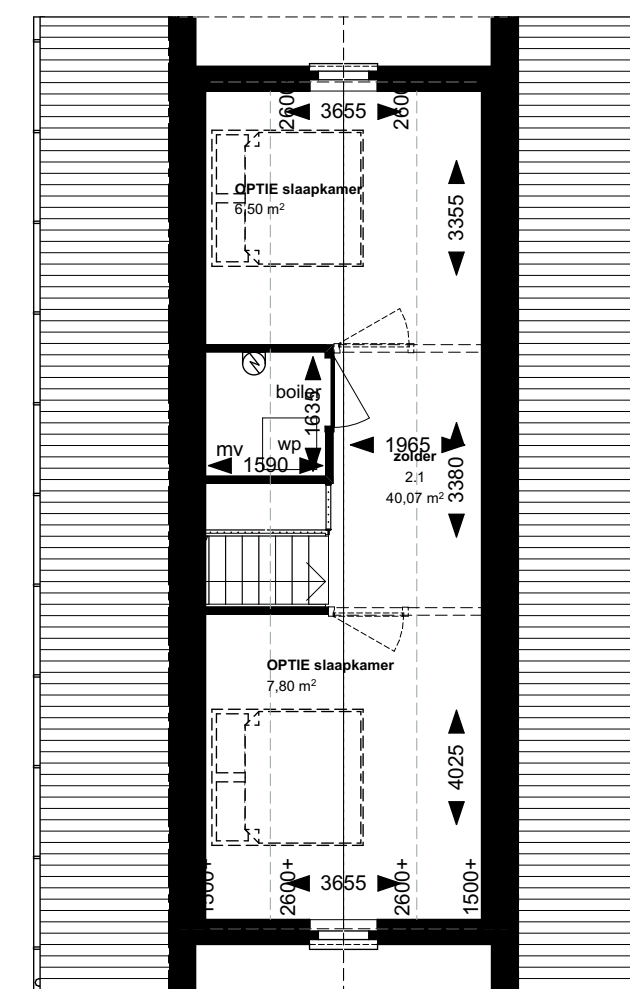 2600
3655
2600
OPTIE slaapkamer
6,50 m²
3355
boiler
1635
mv
wp
1590
1965
zolder
2.1
40,07 m²
3380
OPTIE slaapkamer
7,80 m²
4025
1500+
2600+
3655
2600+
1500+